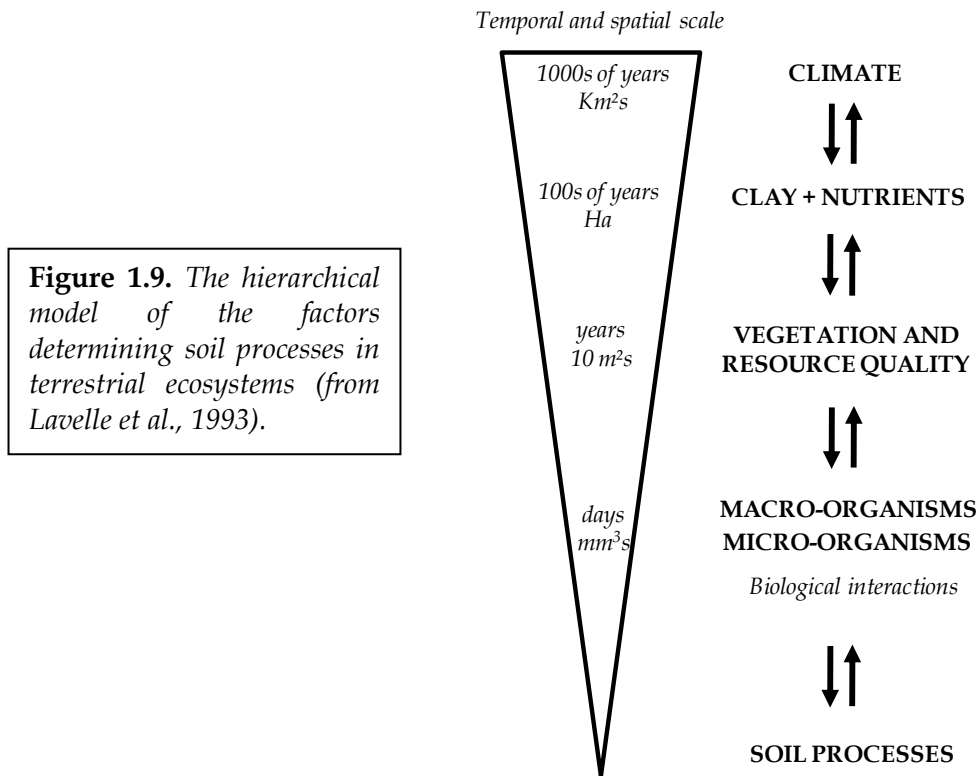 Temporal and spatial scale
1000s of years
Km²s
CLIMATE
100s of years
Ha
CLAY + NUTRIENTS
Figure 1.9. The hierarchical
model of the factors
determining soil processes in
terrestrial ecosystems (from
Lavelle et al., 1993).
years
10 m²s
VEGETATION AND
RESOURCE QUALITY
days
mm³s
MACRO-ORGANISMS
MICRO-ORGANISMS
Biological interactions
SOIL PROCESSES